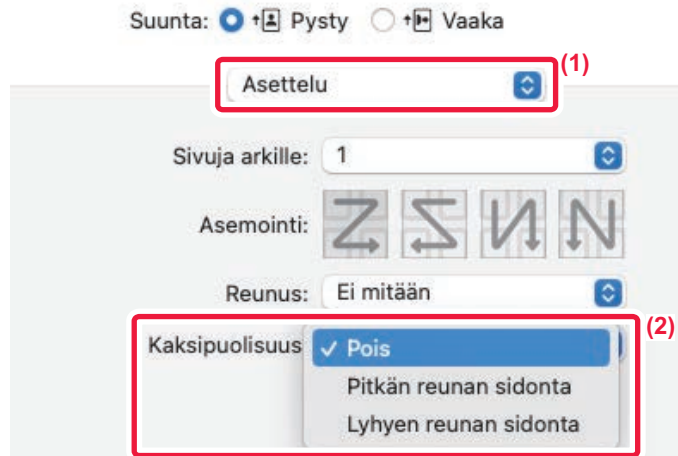 Suunta: Pysty Vaaka
(1)
Asettelu
Sivuja arkille: 1
Asemointi:
Reunus: Ei mitään
(2)
Kaksipuolisuus ✓ Pois
Pitkän reunan sidonta
Lyhyen reunan sidonta